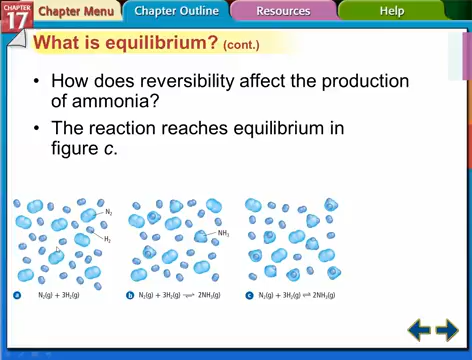 CHAPTER
17
Chapter Menu
Chapter Outline
Resources
Help
What is equilibrium? (cont.)
• How does reversibility affect the production
of ammonia?
• The reaction reaches equilibrium in
figure c.
N₂
H₂
NH₃
a N₂(g) + 3H₂(g)
b N₂(g) + 3H₂(g) ⇌ 2NH₃(g)
c N₂(g) + 3H₂(g) ⇌ 2NH₃(g)